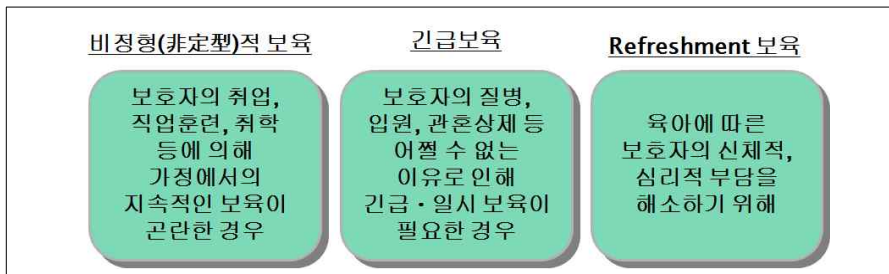 비정형(非定型)적 보육
보호자의 취업,
직업훈련, 취학
등에 의해
가정에서의
지속적인 보육이
곤란한 경우
긴급보육
보호자의 질병,
입원, 관혼상제 등
어쩔 수 없는
이유로 인해
긴급・일시 보육이
필요한 경우
Refreshment 보육
육아에 따른
보호자의 신체적,
심리적 부담을
해소하기 위해